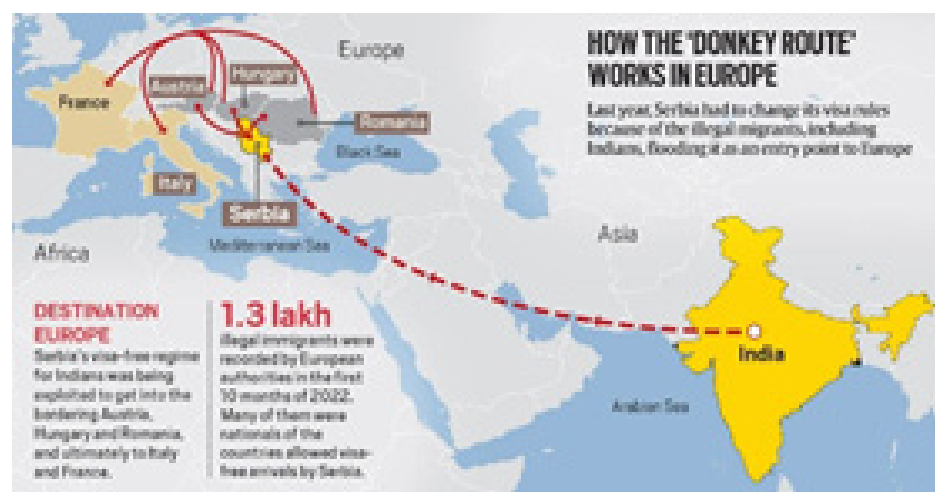 HOW THE 'DONKEY ROUTE'
WORKS IN EUROPE
Last year, Serbia had to change its visa rules
because of the illegal migrants, including
Indians, flooding it as an entry point to Europe
Europe
Hungary
Austria
France
Romania
Black Sea
Italy
Serbia
Mediterranean Sea
Africa
Asia
India
Arabian Sea
DESTINATION
EUROPE
Serbia's visa-free regime
for Indians was being
exploited to get into the
bordering Austria,
Hungary and Romania,
and ultimately to Italy
and France.
1.3 lakh
illegal immigrants were
recorded by European
authorities in the first
10 months of 2022.
Many of them were
nationals of the
countries allowed visa-
free arrivals by Serbia.